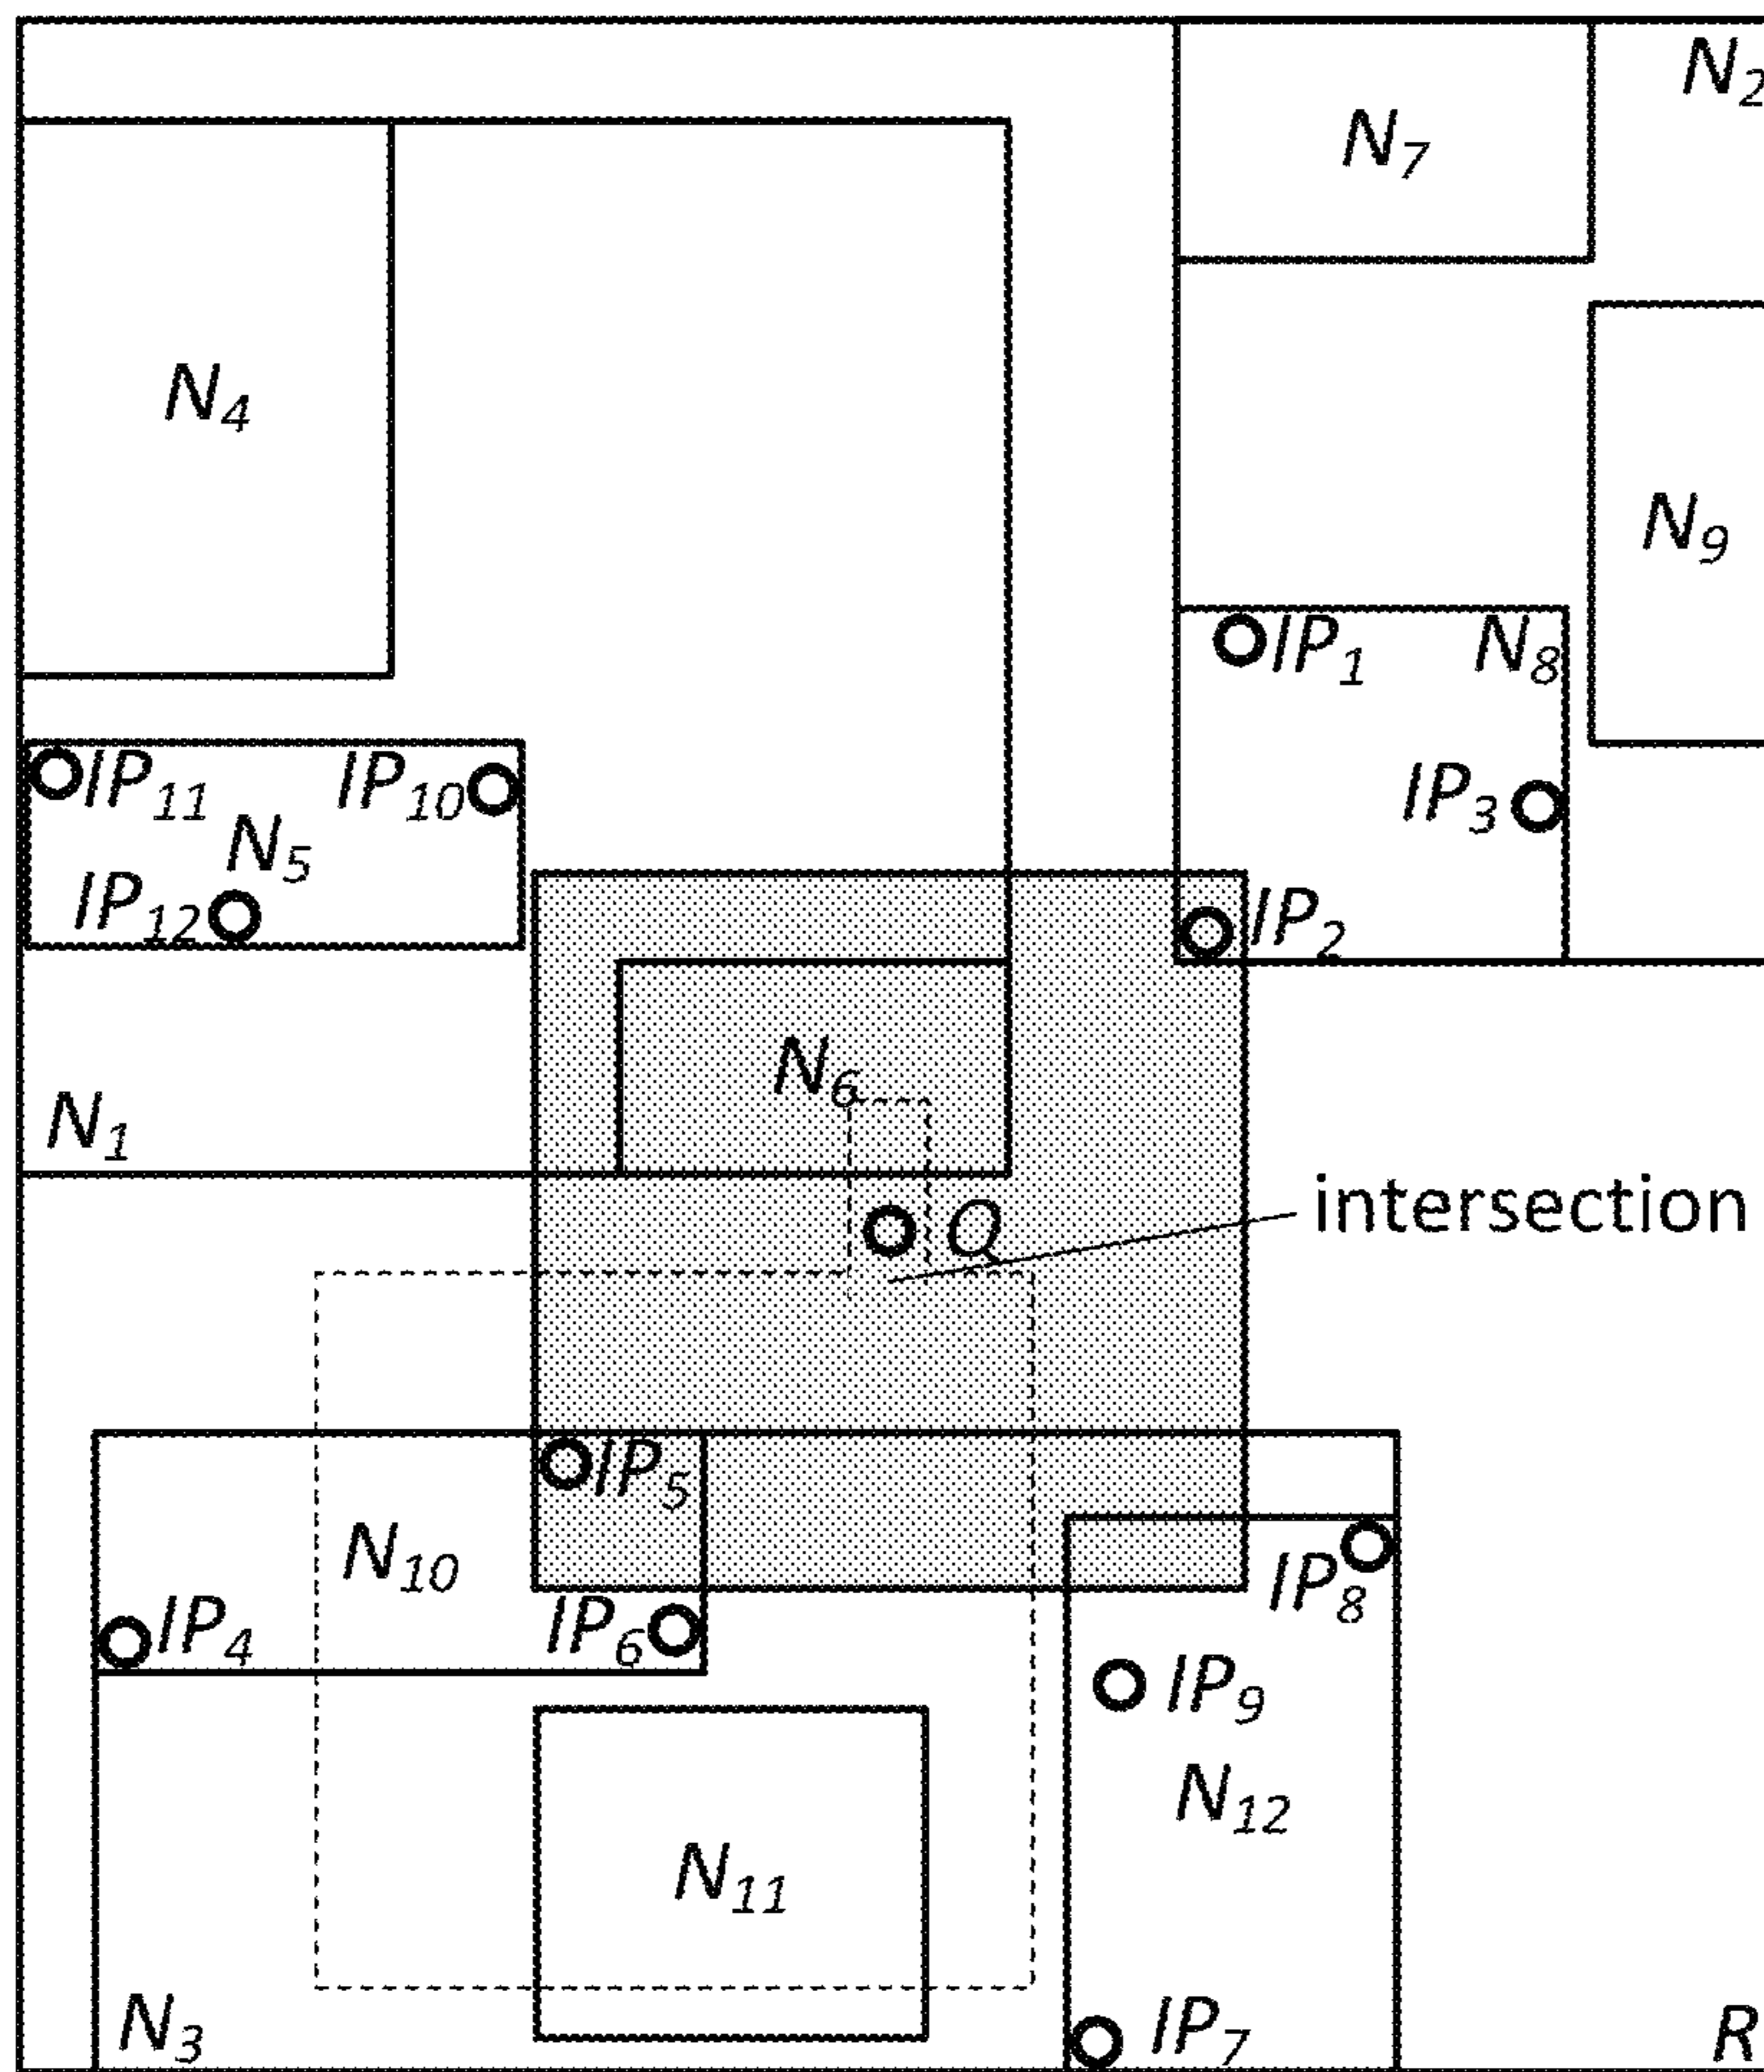 N₂
N₇
N₄
N₉
IP₁ N₈
IP₃
IP₁₁ IP₁₀
N₅
IP₁₂
IP₂
N₆
N₁
Q
intersection
IP₅
N₁₀
IP₈
IP₄
IP₆
IP₉
N₁₂
N₁₁
N₃
IP₇
R